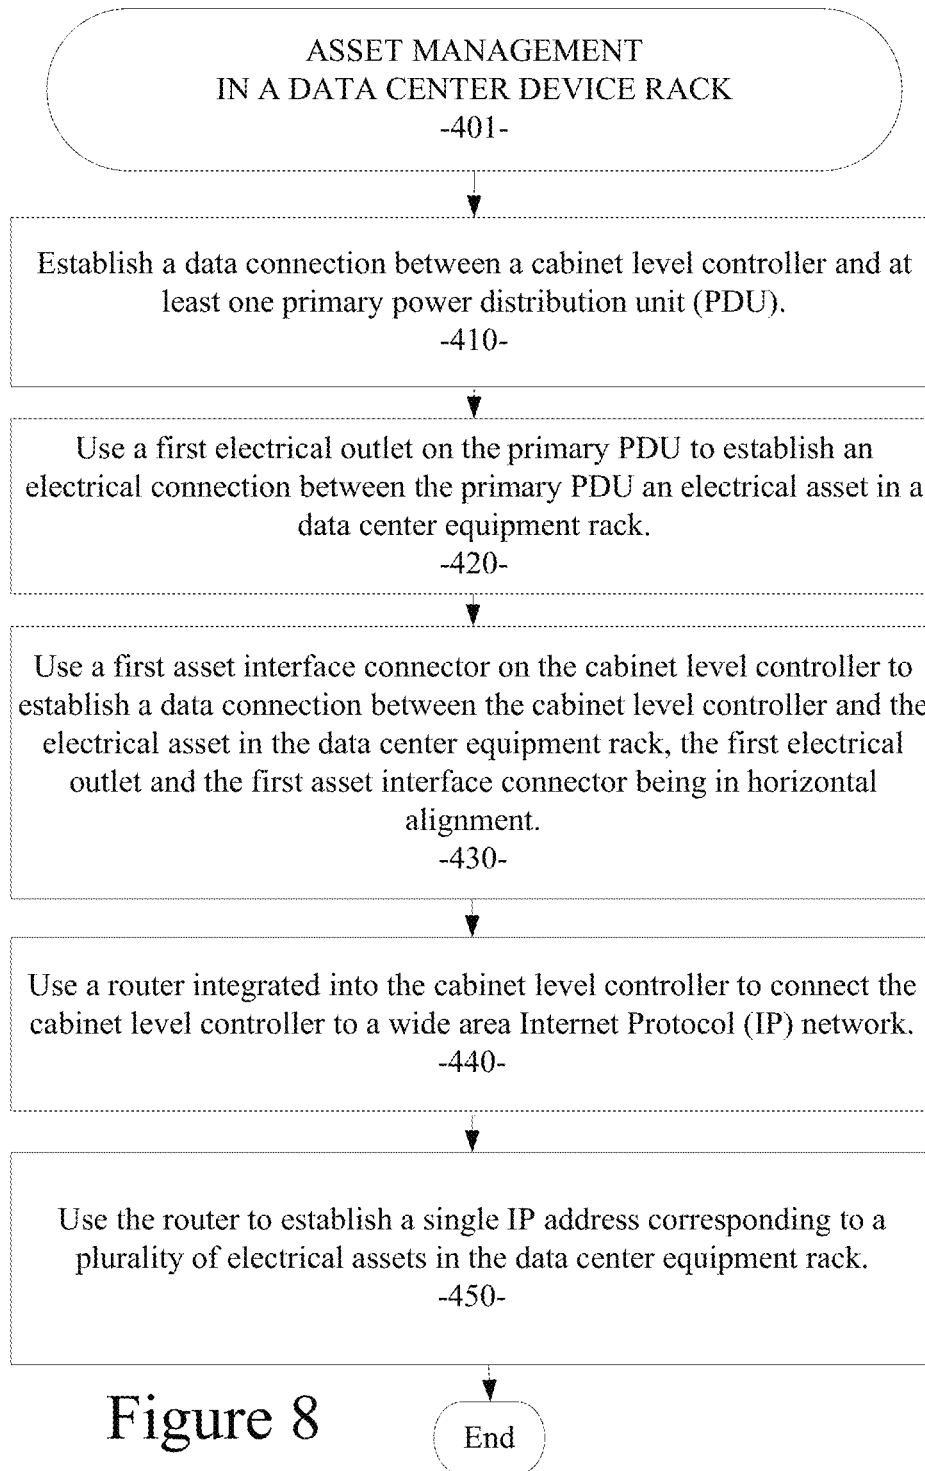 ASSET MANAGEMENT
IN A DATA CENTER DEVICE RACK
-401-
Establish a data connection between a cabinet level controller and at
least one primary power distribution unit (PDU).
-410-
Use a first electrical outlet on the primary PDU to establish an
electrical connection between the primary PDU an electrical asset in a
data center equipment rack.
-420-
Use a first asset interface connector on the cabinet level controller to
establish a data connection between the cabinet level controller and the
electrical asset in the data center equipment rack, the first electrical
outlet and the first asset interface connector being in horizontal
alignment.
-430-
Use a router integrated into the cabinet level controller to connect the
cabinet level controller to a wide area Internet Protocol (IP) network.
-440-
Use the router to establish a single IP address corresponding to a
plurality of electrical assets in the data center equipment rack.
-450-
Figure 8
End